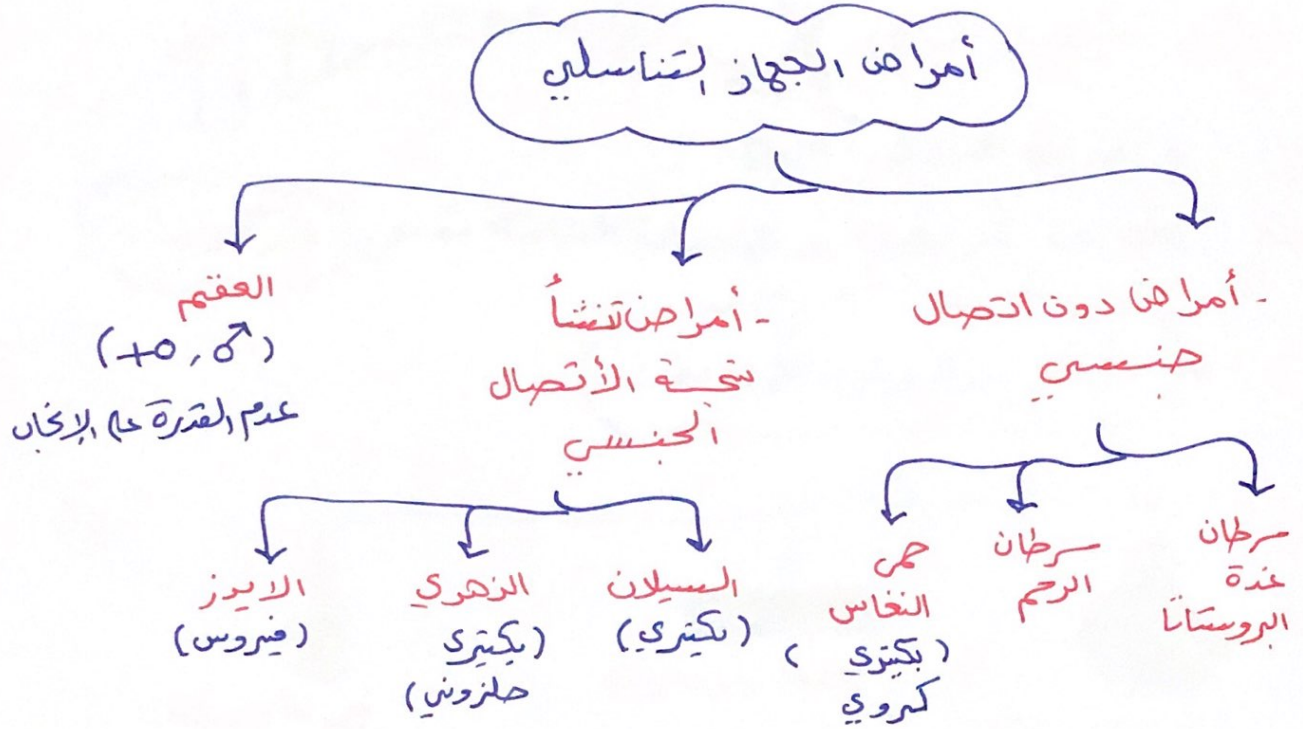 أمراض الجهاز التناسلي
- أمراض دون اتصال
جنسي
سرطان
غدة
البروستاتا
سرطان
الرحم
حمى
النفاس
(بكتيري
كروي)
- أمراض تنشأ
نتيجة الأتصال
الجنسي
السيلان
(بكتيري)
الزهري
(بكتيري
حلزوني)
الايدز
(فيروس)
العقم
(♂, ♀)
عدم القدرة على الإنجاب